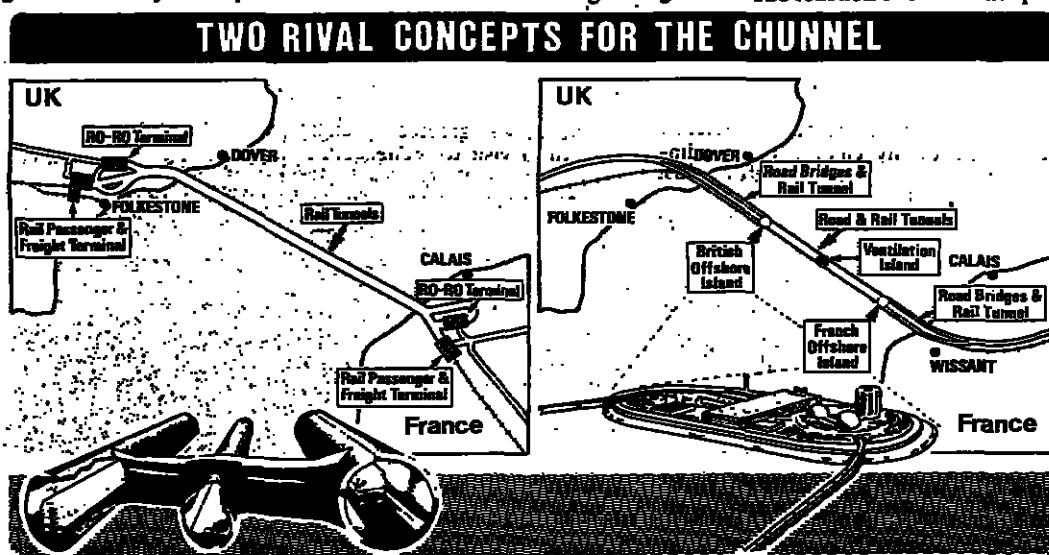 TWO RIVAL CONCEPTS FOR THE CHUNNEL
UK
RO-RO Terminal
DOVER
FOLKESTONE
Rail Passenger &
Freight Terminal
Rail Tunnels
CALAIS
RO-RO Terminal
Rail Passenger &
Freight Terminal
France
UK
DOVER
Road Bridges &
Rail Tunnel
FOLKESTONE
Road & Rail Tunnels
British
Offshore
Island
Ventilation
Island
CALAIS
Road Bridges &
Rail Tunnel
French
Offshore
Island
WISSANT
France